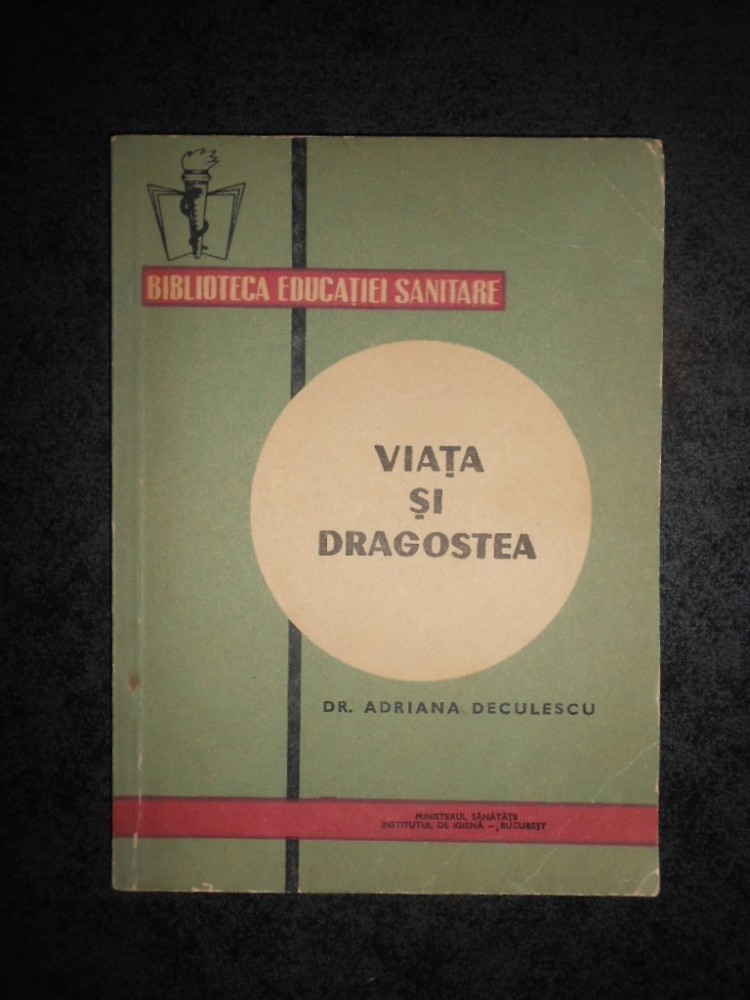 BIBLIOTECA EDUCAȚIEI SANITARE
VIAȚA
ȘI
DRAGOSTEA
DR. ADRIANA DECULESCU
MINISTERUL SĂNĂTĂȚII
INSTITUTUL DE IGIENĂ – BUCUREȘTI